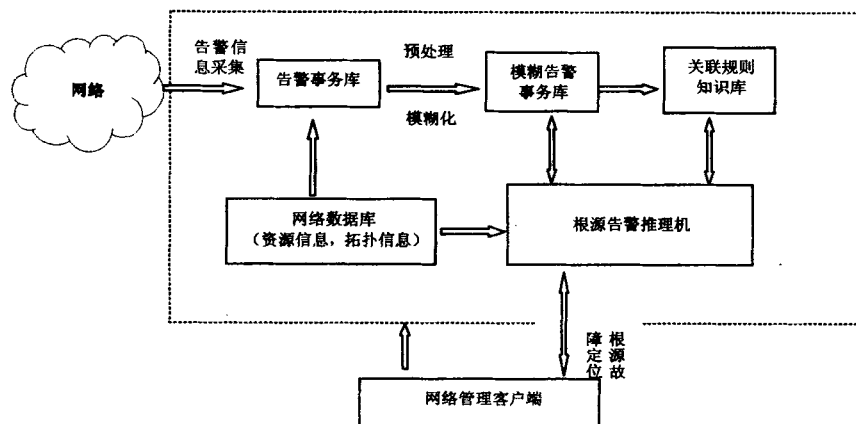 网络
告警信
息采集
告警事务库
预处理
模糊化
模糊告警
事务库
关联规则
知识库
网络数据库
（资源信息，拓扑信息）
根源告警推理机
根源故
障定位
网络管理客户端